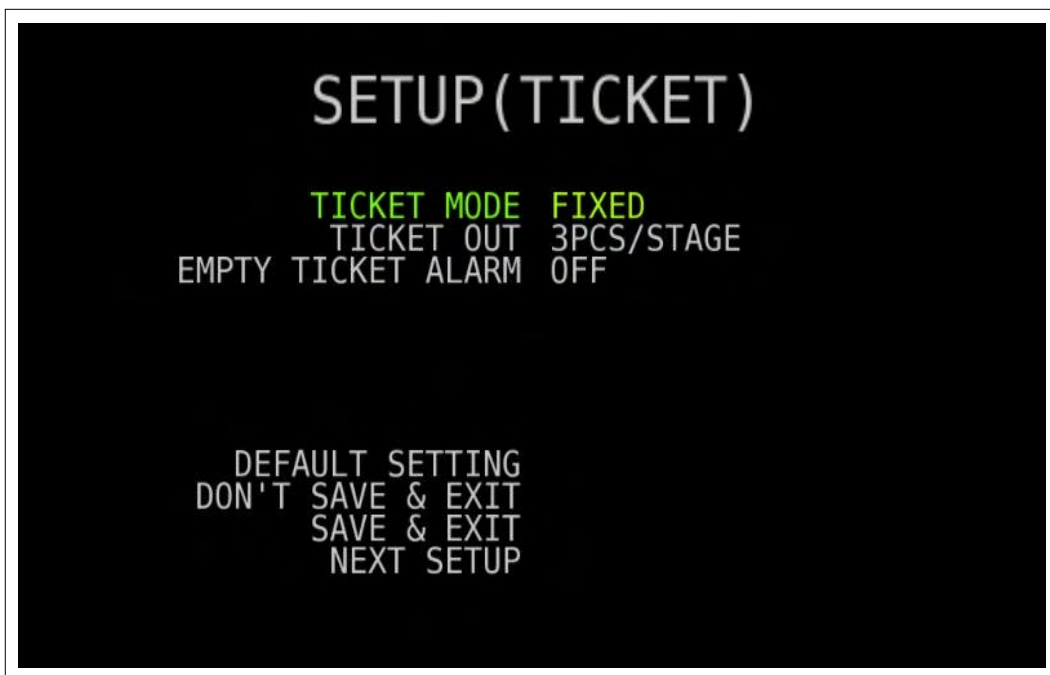 SETUP(TICKET)
TICKET MODE FIXED
TICKET OUT 3PCS/STAGE
EMPTY TICKET ALARM OFF
DEFAULT SETTING
DON'T SAVE & EXIT
SAVE & EXIT
NEXT SETUP